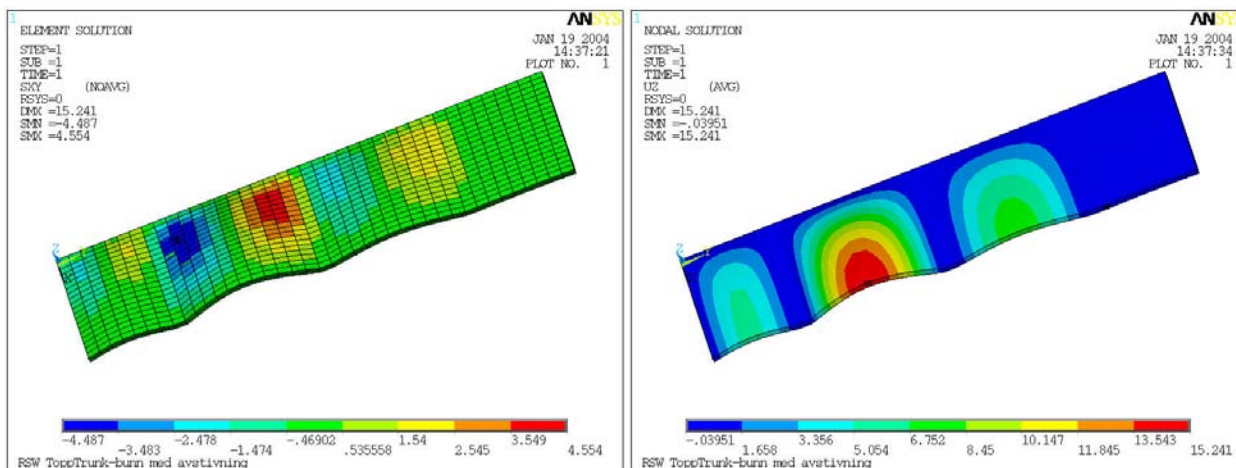 1
ANSYS
ELEMENT SOLUTION
JAN 19 2004
14:37:21
STEP=1
PLOT NO. 1
SUB =1
TIME=1
SXY (NOAVG)
RSYS=0
DMX =15.241
SMN =-4.487
SMX =4.554
Z
-4.487 -2.478 -.46902 1.54 3.549
-3.483 -1.474 .535558 2.545 4.554
RSW ToppTrunk-bunn med avstivning
1
ANSYS
NODAL SOLUTION
JAN 19 2004
14:37:34
STEP=1
PLOT NO. 1
SUB =1
TIME=1
UZ (AVG)
RSYS=0
DMX =15.241
SMN =-.03951
SMX =15.241
Z
-.03951 3.356 6.752 10.147 13.543
1.658 5.054 8.45 11.845 15.241
RSW ToppTrunk-bunn med avstivning